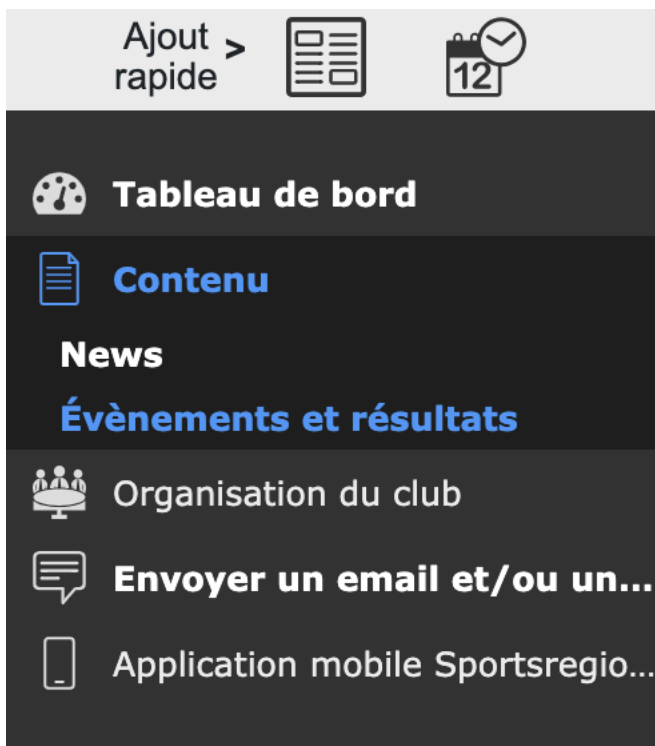 Ajout
rapide >
12
Tableau de bord
Contenu
News
Évènements et résultats
Organisation du club
Envoyer un email et/ou un...
Application mobile Sportsregio...